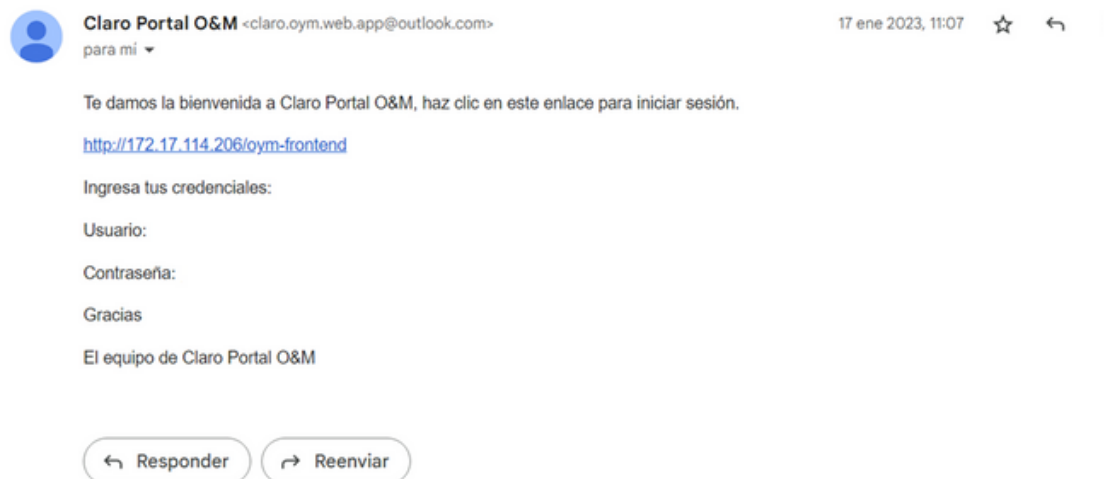 Claro Portal O&M <claro.oym.web.app@outlook.com> 17 ene 2023, 11:07
para mí
Te damos la bienvenida a Claro Portal O&M, haz clic en este enlace para iniciar sesión.
http://172.17.114.206/oym-frontend
Ingresa tus credenciales:
Usuario:
Contraseña:
Gracias
El equipo de Claro Portal O&M
Responder Reenviar